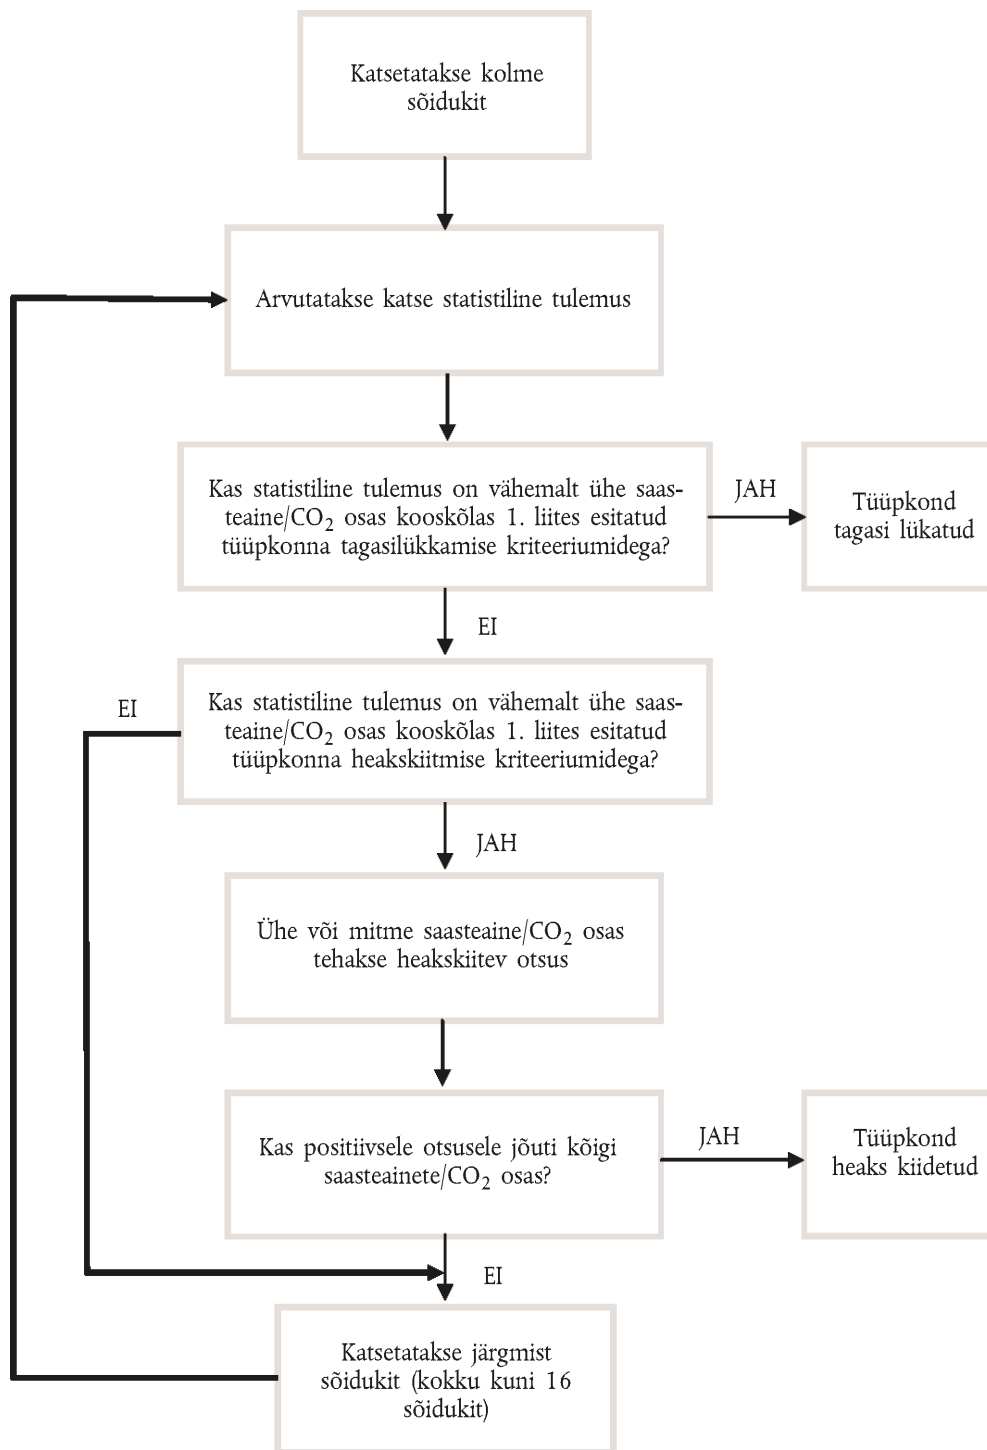 Katsetatakse kolme
sõidukit
Arvutatakse katse statistiline tulemus
Kas statistiline tulemus on vähemalt ühe saas-
teaine/CO₂ osas kooskõlas 1. liites esitatud
tüüpkonna tagasilükkamise kriteeriumidega?
JAH
Tüüpkond
tagasi lükatud
EI
Kas statistiline tulemus on vähemalt ühe saas-
teaine/CO₂ osas kooskõlas 1. liites esitatud
tüüpkonna heakskiitmise kriteeriumidega?
EI
JAH
Ühe või mitme saasteaine/CO₂ osas
tehakse heakskiitev otsus
Kas positiivsele otsusele jõuti kõigi
saasteainete/CO₂ osas?
JAH
Tüüpkond
heaks kiidetud
EI
Katsetatakse järgmist
sõidukit (kokku kuni 16
sõidukit)